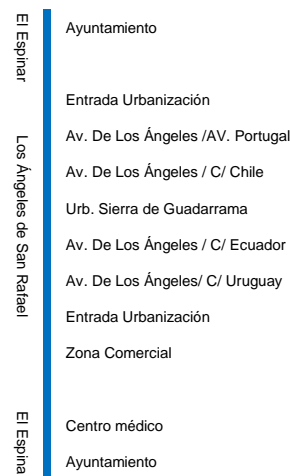 El Espinar
Ayuntamiento
Los Ángeles de San Rafael
Entrada Urbanización
Av. De Los Ángeles /AV. Portugal
Av. De Los Ángeles / C/ Chile
Urb. Sierra de Guadarrama
Av. De Los Ángeles / C/ Ecuador
Av. De Los Ángeles/ C/ Uruguay
Entrada Urbanización
Zona Comercial
El Espina
Centro médico
Ayuntamiento